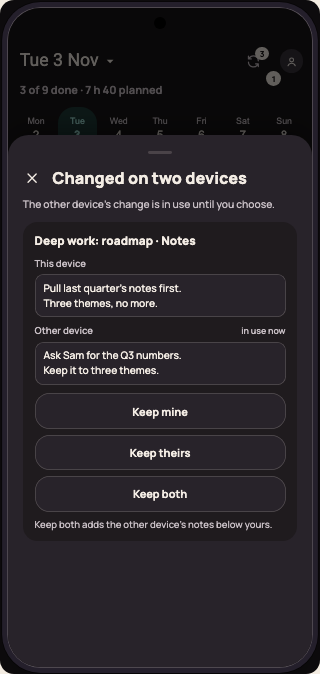 Tue 3 Nov
3
1
3 of 9 done · 7 h 40 planned
Mon Tue Wed Thu Fri Sat Sun
2 3 4 5 6 7 8
Changed on two devices
The other device's change is in use until you choose.
Deep work: roadmap · Notes
This device
Pull last quarter's notes first.
Three themes, no more.
Other device in use now
Ask Sam for the Q3 numbers.
Keep it to three themes.
Keep mine
Keep theirs
Keep both
Keep both adds the other device's notes below yours.